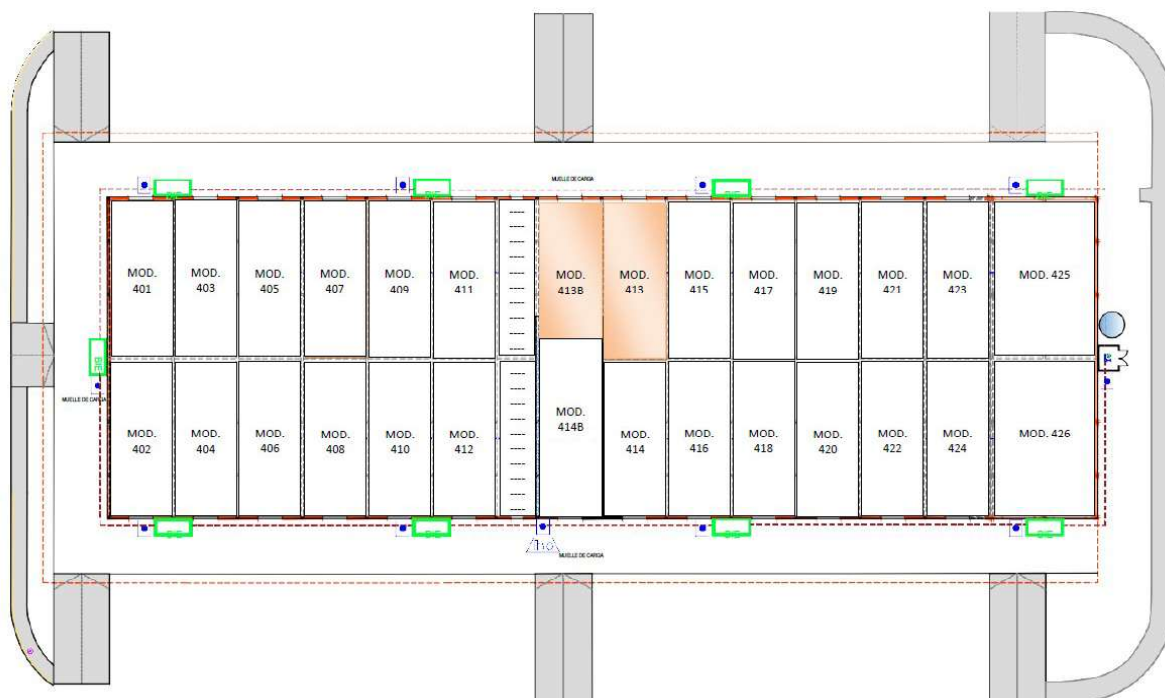 MUELLE DE CARGA
MOD.
401
MOD.
403
MOD.
405
MOD.
407
MOD.
409
MOD.
411
MOD.
413B
MOD.
413
MOD.
415
MOD.
417
MOD.
419
MOD.
421
MOD.
423
MOD. 425
BIE
MUELLE DE CARGA
MOD.
402
MOD.
404
MOD.
406
MOD.
408
MOD.
410
MOD.
412
MOD.
414B
MOD.
414
MOD.
416
MOD.
418
MOD.
420
MOD.
422
MOD.
424
MOD. 426
MUELLE DE CARGA